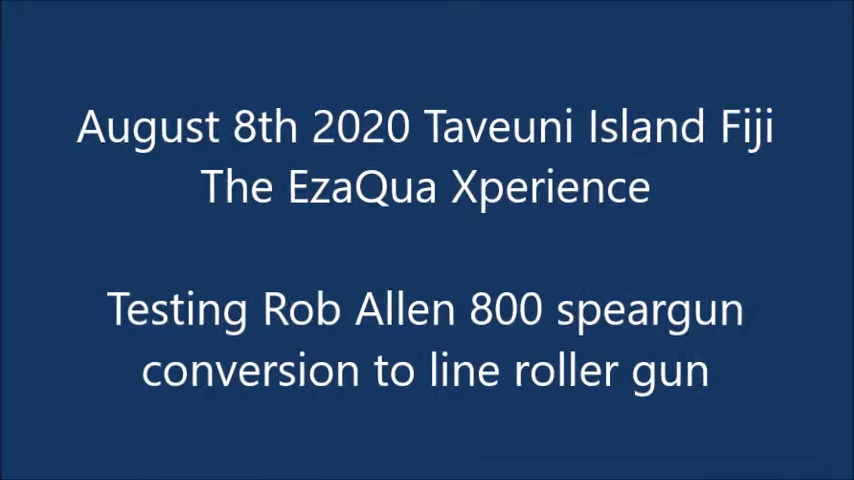 August 8th 2020 Taveuni Island Fiji
The EzaQua Xperience
Testing Rob Allen 800 speargun
conversion to line roller gun